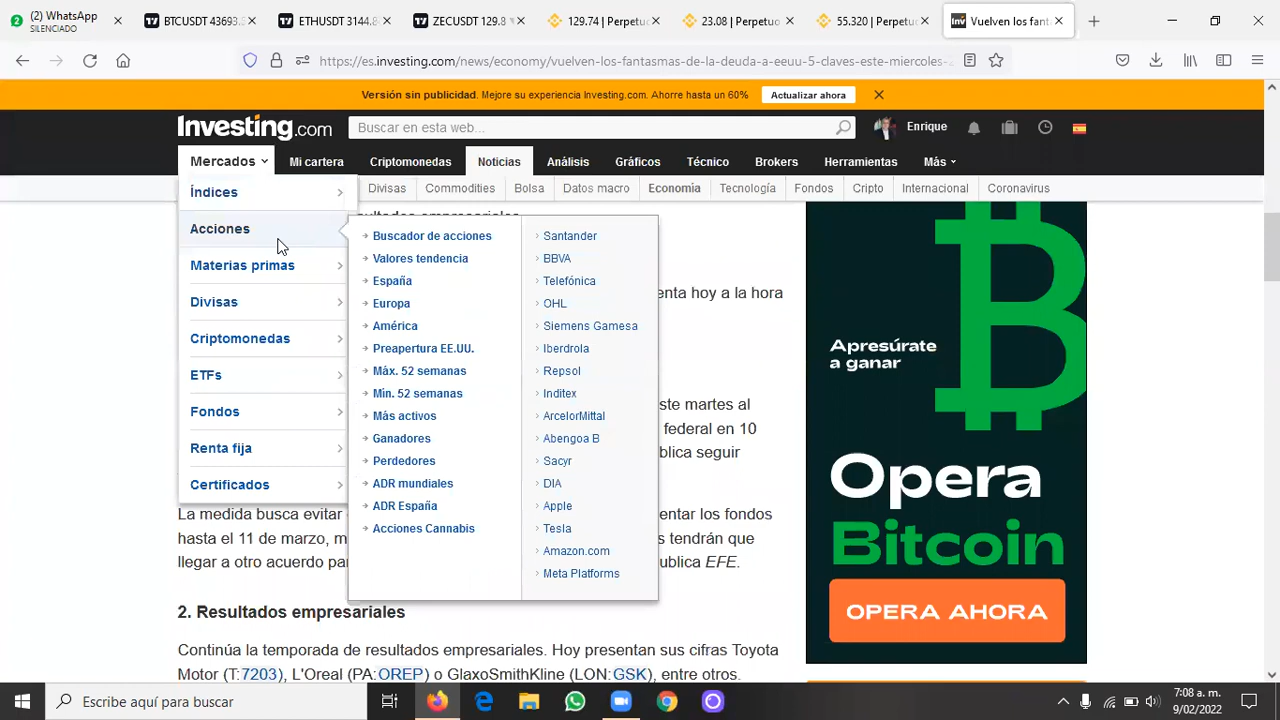 (2) WhatsApp
SILENCIADO
BTCUSDT 43693.
ETHUSDT 3144.8
ZECUSDT 129.8
129.74 | Perpetuo
23.08 | Perpetuo
55.320 | Perpetuo
Vuelven los fant
https://es.investing.com/news/economy/vuelven-los-fantasmas-de-la-deuda-a-eeuu-5-claves-este-miercoles-2
Versión sin publicidad. Mejore su experiencia Investing.com. Ahorre hasta un 60%
Actualizar ahora
Investing.com
Buscar en esta web...
Enrique
Mercados
Mi cartera
Criptomonedas
Noticias
Análisis
Gráficos
Técnico
Brokers
Herramientas
Más
Divisas
Commodities
Bolsa
Datos macro
Economía
Tecnología
Fondos
Cripto
Internacional
Coronavirus
Índices
Acciones
Materias primas
Divisas
Criptomonedas
ETFs
Fondos
Renta fija
Certificados
Buscador de acciones
Valores tendencia
España
Europa
América
Preapertura EE.UU.
Máx. 52 semanas
Mín. 52 semanas
Más activos
Ganadores
Perdedores
ADR mundiales
ADR España
Acciones Cannabis
Santander
BBVA
Telefónica
OHL
Siemens Gamesa
Iberdrola
Repsol
Inditex
ArcelorMittal
Abengoa B
Sacyr
DIA
Apple
Tesla
Amazon.com
Meta Platforms
enta hoy a la hora
ste martes al
federal en 10
blica seguir
La medida busca evitar
entar los fondos
hasta el 11 de marzo, m
s tendrán que
llegar a otro acuerdo pa
ublica EFE.
2. Resultados empresariales
Continúa la temporada de resultados empresariales. Hoy presentan sus cifras Toyota
Motor (T:7203), L'Oreal (PA:OREP) o GlaxoSmithKline (LON:GSK), entre otros.
Apresúrate
a ganar
Opera
Bitcoin
OPERA AHORA
Escribe aquí para buscar
7:08 a. m.
9/02/2022